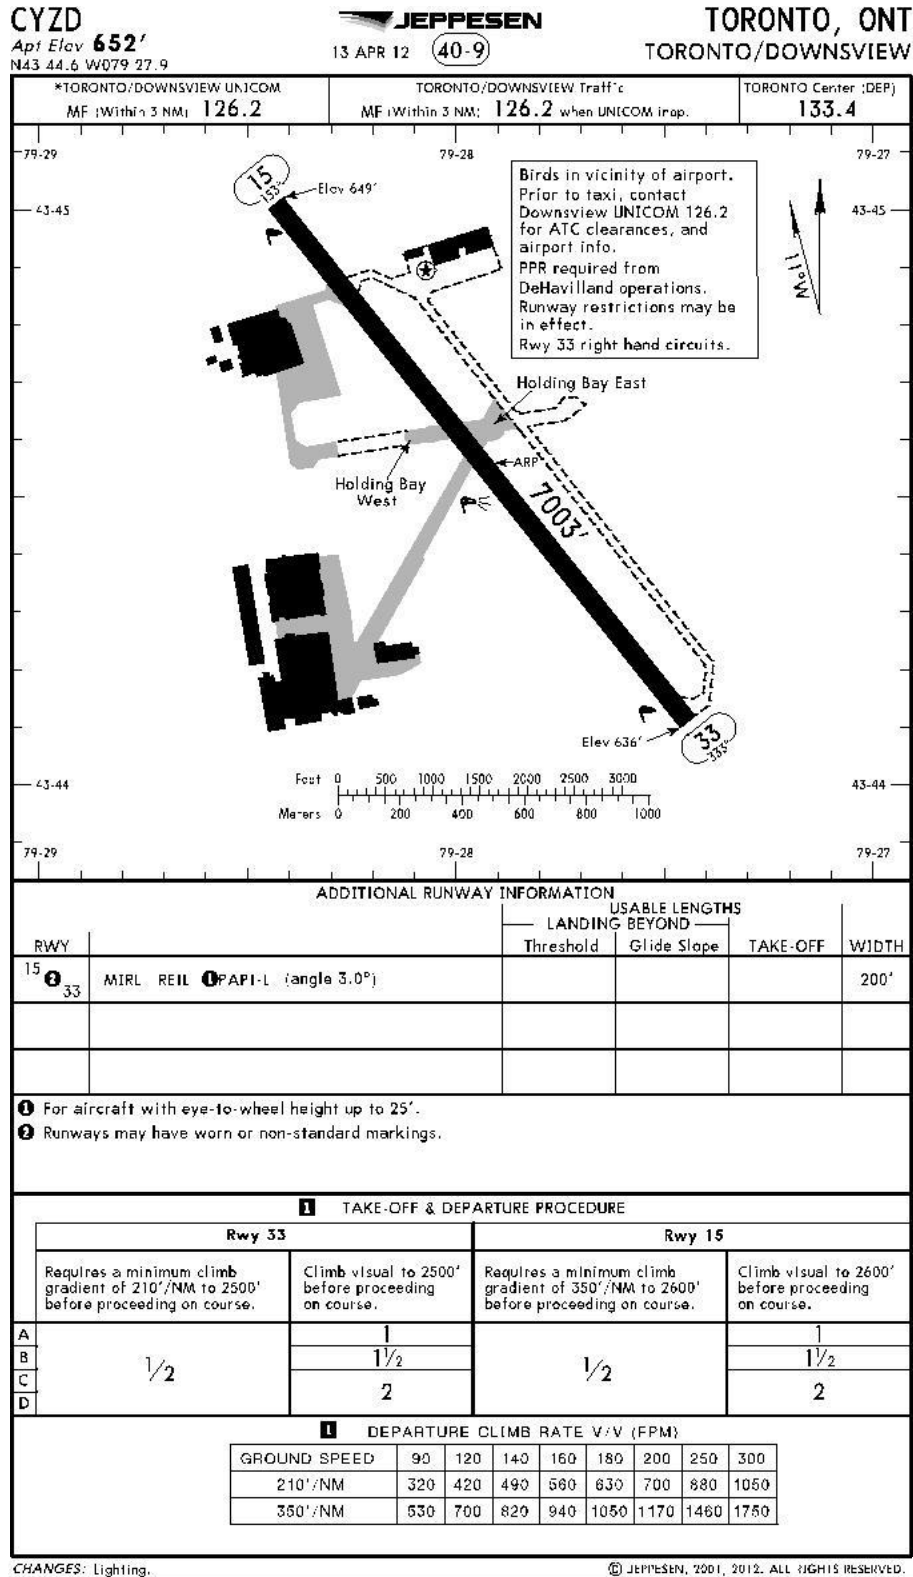 CYZD
Apt Elev 652'
N43 44.6 W079 27.9
JEPPESEN
13 APR 12 40-9
TORONTO, ONT
TORONTO/DOWNSVIEW
*TORONTO/DOWNSVIEW UNICOM
MF (Within 3 NM) 126.2
TORONTO/DOWNSVIEW Traffic
MF (Within 3 NM) 126.2 when UNICOM inop.
TORONTO Center (DEP)
133.4
79-29
79-28
79-27
15
153°
Elev 649'
Birds in vicinity of airport.
Prior to taxi, contact
Downsview UNICOM 126.2
for ATC clearances, and
airport info.
PPR required from
DeHavilland operations.
Runway restrictions may be
in effect.
Rwy 33 right hand circuits.
43-45
43-45
11°W
Holding Bay East
ARP
Holding Bay
West
7003'
Elev 636'
33
333°
43-44
43-44
Feet 0 500 1000 1500 2000 2500 3000
Meters 0 200 400 600 800 1000
79-29
79-28
79-27
ADDITIONAL RUNWAY INFORMATION
USABLE LENGTHS
LANDING BEYOND
RWY Threshold Glide Slope TAKE-OFF WIDTH
15 2 33 MIRL REIL 1 PAPI-L (angle 3.0°) 200'
1 For aircraft with eye-to-wheel height up to 25'.
2 Runways may have worn or non-standard markings.
1 TAKE-OFF & DEPARTURE PROCEDURE
Rwy 33
Rwy 15
Requires a minimum climb
gradient of 210'/NM to 2500'
before proceeding on course.
Climb visual to 2500'
before proceeding
on course.
Requires a minimum climb
gradient of 350'/NM to 2600'
before proceeding on course.
Climb visual to 2600'
before proceeding
on course.
A 1 1
B 1/2 1 1/2 1/2 1 1/2
C 2 2
D
1 DEPARTURE CLIMB RATE V/V (FPM)
GROUND SPEED 90 120 140 160 180 200 250 300
210'/NM 320 420 490 560 630 700 880 1050
350'/NM 530 700 820 940 1050 1170 1460 1750
CHANGES: Lighting.
© JEPPESEN, 2001, 2012. ALL RIGHTS RESERVED.